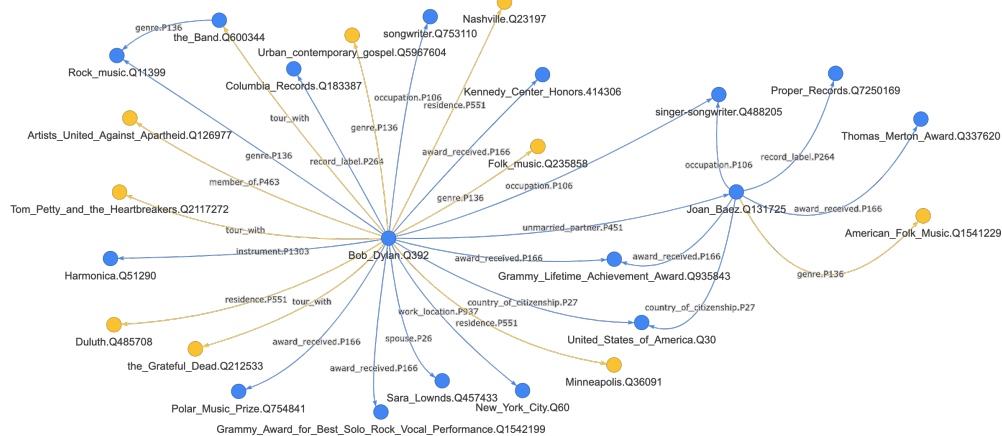 Nashville.Q23197
genre.P136
the_Band.Q600344
songwriter.Q753110
Urban_contemporary_gospel.Q5967604
Rock_music.Q11399
Columbia_Records.Q183387
Kennedy_Center_Honors.414306
Proper_Records.Q7250169
occupation.P106
residence.P551
singer-songwriter.Q488205
tour_with
genre.P136
Artists_United_Against_Apartheid.Q126977
Thomas_Merton_Award.Q337620
genre.P136
record_label.P264
award_received.P166
Folk_music.Q235858
occupation.P106
record_label.P264
member_of.P463
occupation.P106
genre.P136
Tom_Petty_and_the_Heartbreakers.Q2117272
Joan_Baez.Q131725
award_received.P166
tour_with
unmarried_partner.P451
American_Folk_Music.Q1541229
instrument.P1303
Bob_Dylan.Q392
award_received.P166
award_received.P166
Harmonica.Q51290
Grammy_Lifetime_Achievement_Award.Q935843
genre.P136
residence.P551
tour_with
country_of_citizenship.P27
country_of_citizenship.P27
work_location.P937
residence.P551
Duluth.Q485708
spouse.P26
United_States_of_America.Q30
award_received.P166
the_Grateful_Dead.Q212533
award_received.P166
Minneapolis.Q36091
Sara_Lownds.Q457433
Polar_Music_Prize.Q754841
New_York_City.Q60
Grammy_Award_for_Best_Solo_Rock_Vocal_Performance.Q1542199